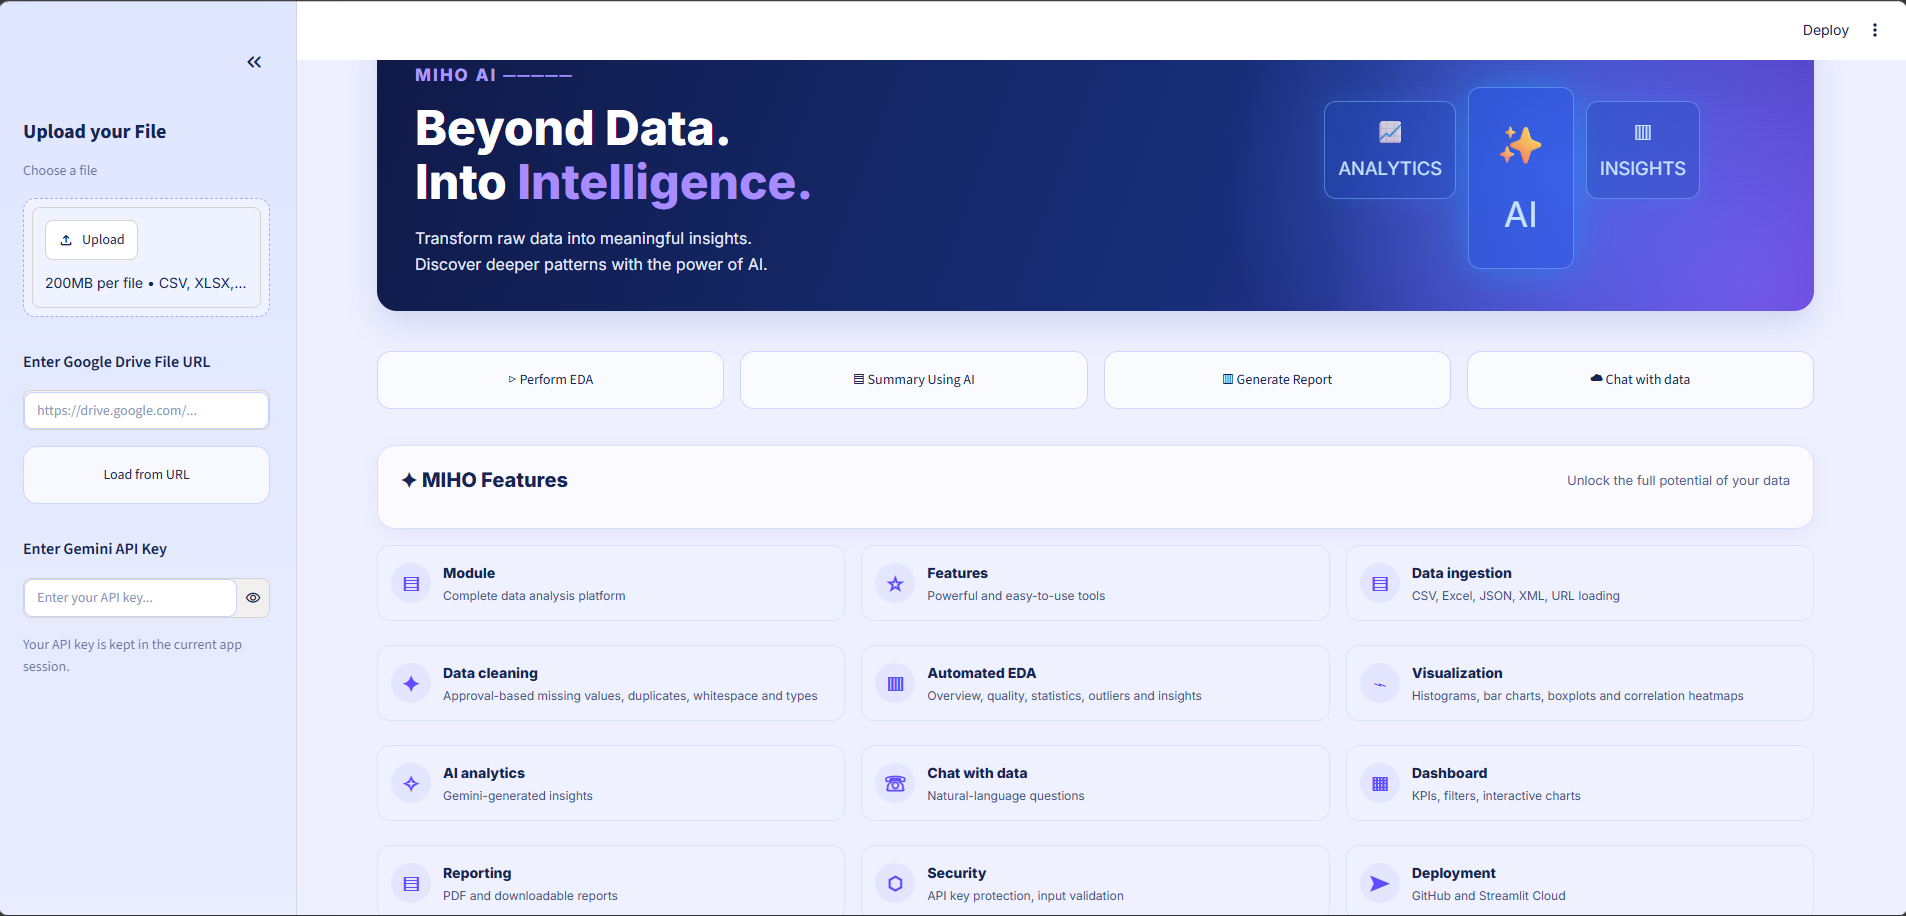 Deploy
Upload your File
Choose a file
Upload
200MB per file • CSV, XLSX,...
Enter Google Drive File URL
https://drive.google.com/...
Load from URL
Enter Gemini API Key
Enter your API key...
Your API key is kept in the current app
session.
MIHO AI —————
Beyond Data.
Into Intelligence.
Transform raw data into meaningful insights.
Discover deeper patterns with the power of AI.
ANALYTICS
AI
INSIGHTS
Perform EDA
Summary Using AI
Generate Report
Chat with data
MIHO Features
Unlock the full potential of your data
Module
Complete data analysis platform
Features
Powerful and easy-to-use tools
Data ingestion
CSV, Excel, JSON, XML, URL loading
Data cleaning
Approval-based missing values, duplicates, whitespace and types
Automated EDA
Overview, quality, statistics, outliers and insights
Visualization
Histograms, bar charts, boxplots and correlation heatmaps
AI analytics
Gemini-generated insights
Chat with data
Natural-language questions
Dashboard
KPIs, filters, interactive charts
Reporting
PDF and downloadable reports
Security
API key protection, input validation
Deployment
GitHub and Streamlit Cloud